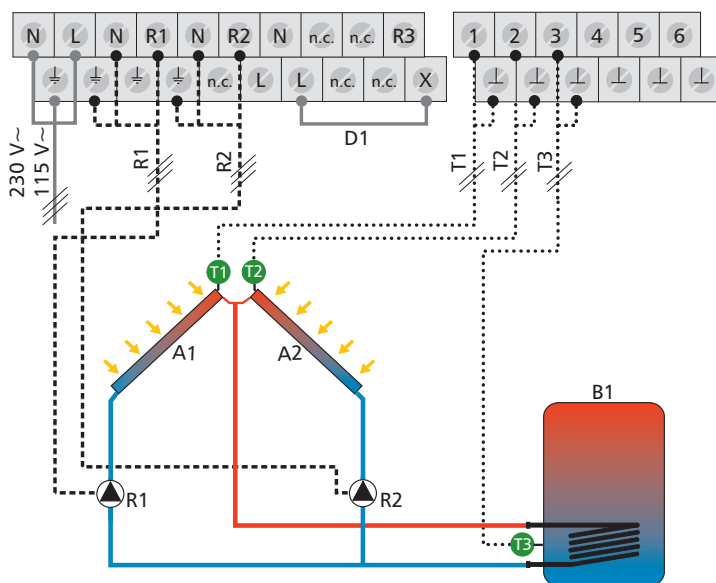 N L N R1 N R2 N n.c. n.c. R3
n.c. L L n.c. n.c. X
1 2 3 4 5 6
D1
230 V~
115 V~
R1
R2
T1
T2
T3
T1 T2
A1 A2
B1
R1 R2
T3